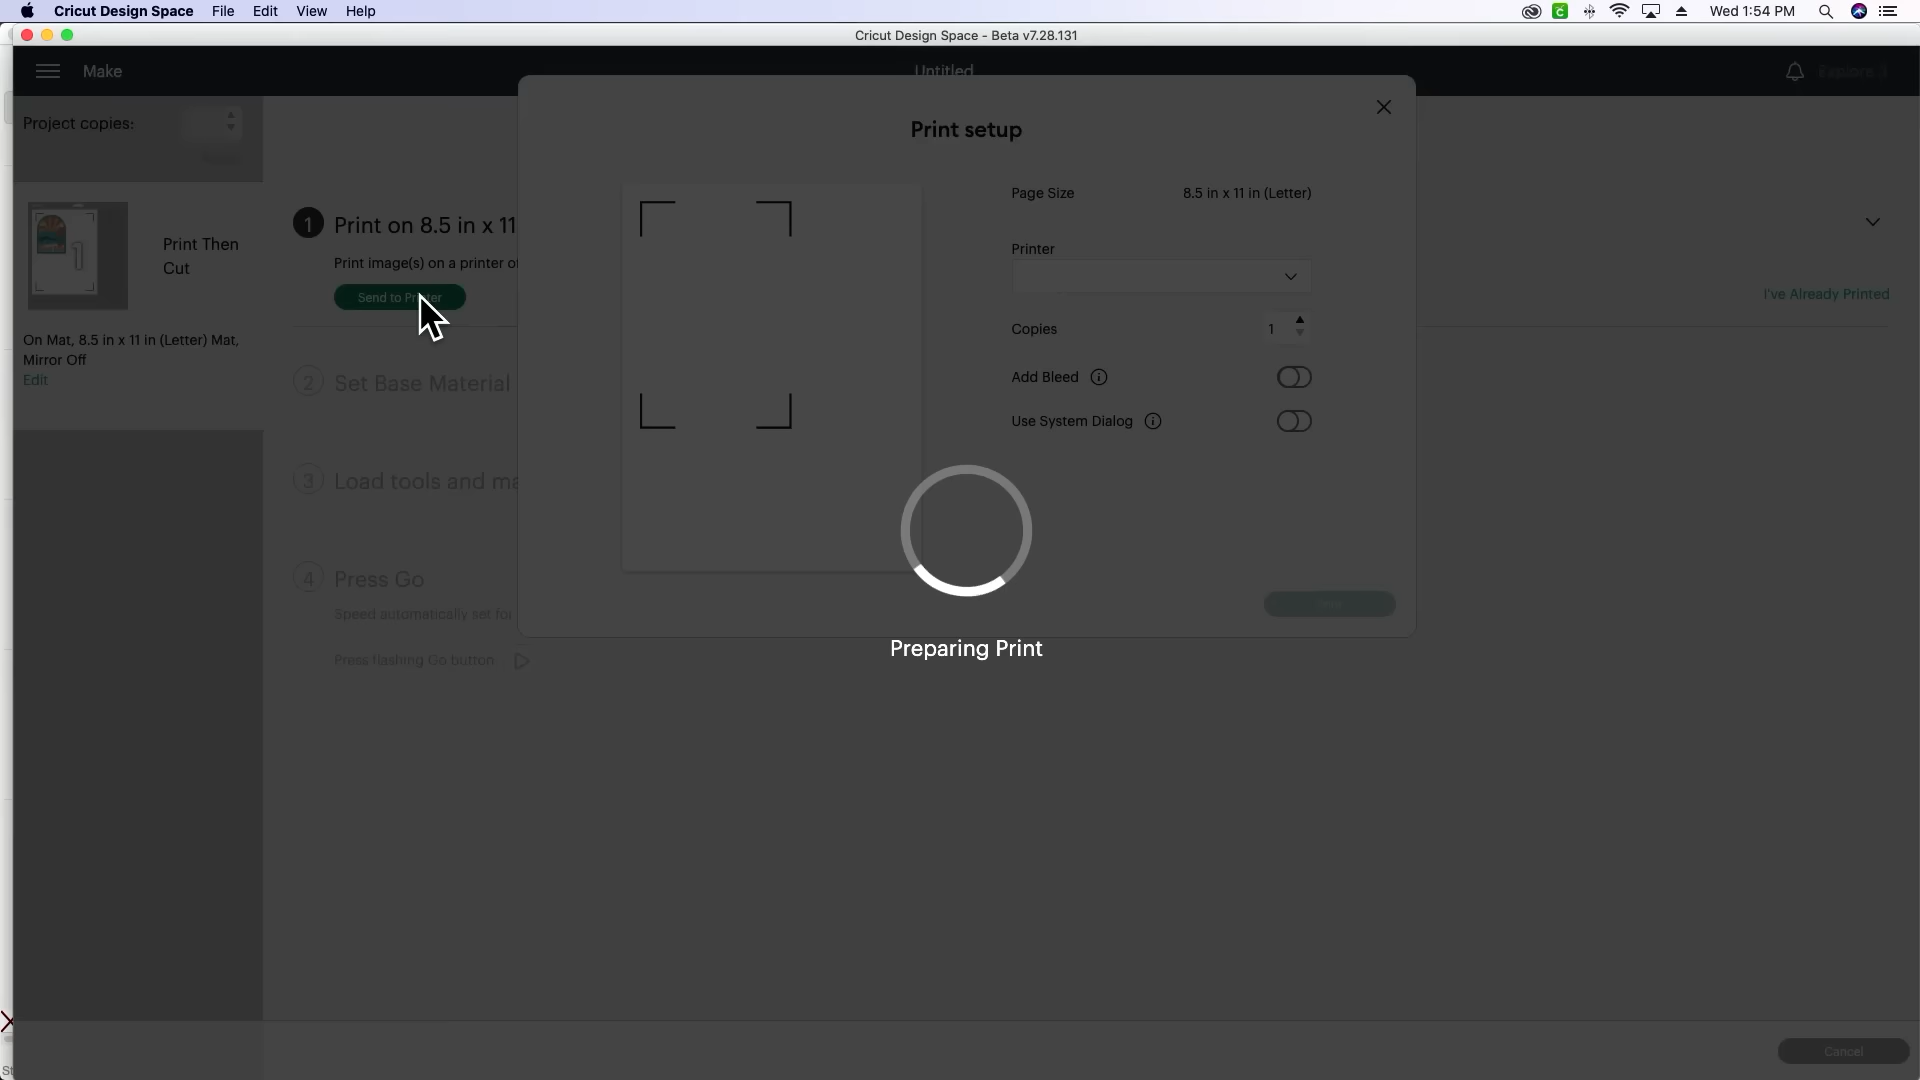 Cricut Design Space File Edit View Help Wed 1:54 PM
Cricut Design Space - Beta v7.28.131
Make Untitled
Project copies:
Print setup
Page Size 8.5 in x 11 in (Letter)
1 Print on 8.5 in x 11
Print Then
Cut
Printer
Print image(s) on a printer
Send to Printer
I've Already Printed
Copies 1
On Mat, 8.5 in x 11 in (Letter) Mat,
Mirror Off
Edit
Add Bleed
2 Set Base Material
Use System Dialog
3 Load tools and
4 Press Go
Speed automatically set for
Preparing Print
Press flashing Go button
Cancel